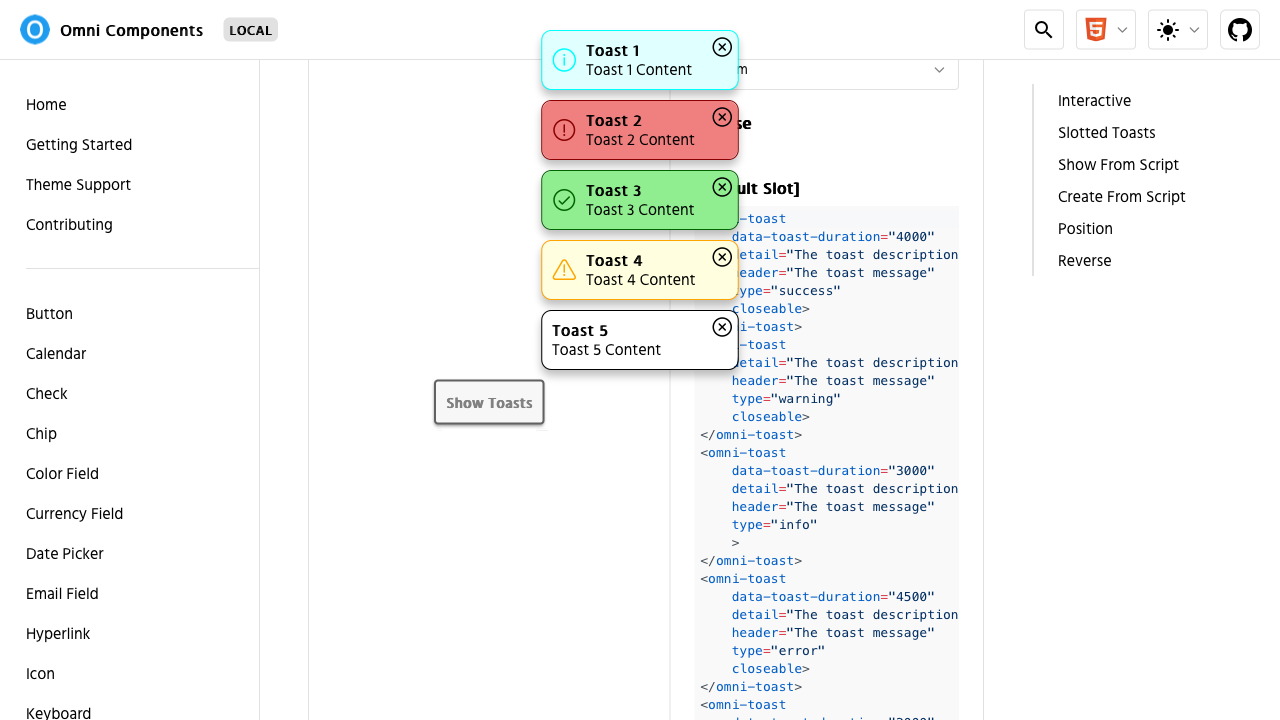 Omni Components
LOCAL
Home
Getting Started
Theme Support
Contributing
Button
Calendar
Check
Chip
Color Field
Currency Field
Date Picker
Email Field
Hyperlink
Icon
Keyboard
Toast 1
Toast 1 Content
Toast 2
Toast 2 Content
Toast 3
Toast 3 Content
Toast 4
Toast 4 Content
Toast 5
Toast 5 Content
Show Toasts
m
se
ult Slot]
-toast
data-toast-duration="4000"
detail="The toast description
header="The toast message"
type="success"
closeable>
i-toast>
-toast
detail="The toast description
header="The toast message"
type="warning"
closeable>
</omni-toast>
<omni-toast
data-toast-duration="3000"
detail="The toast description
header="The toast message"
type="info"
>
</omni-toast>
<omni-toast
data-toast-duration="4500"
detail="The toast description
header="The toast message"
type="error"
closeable>
</omni-toast>
<omni-toast
Interactive
Slotted Toasts
Show From Script
Create From Script
Position
Reverse